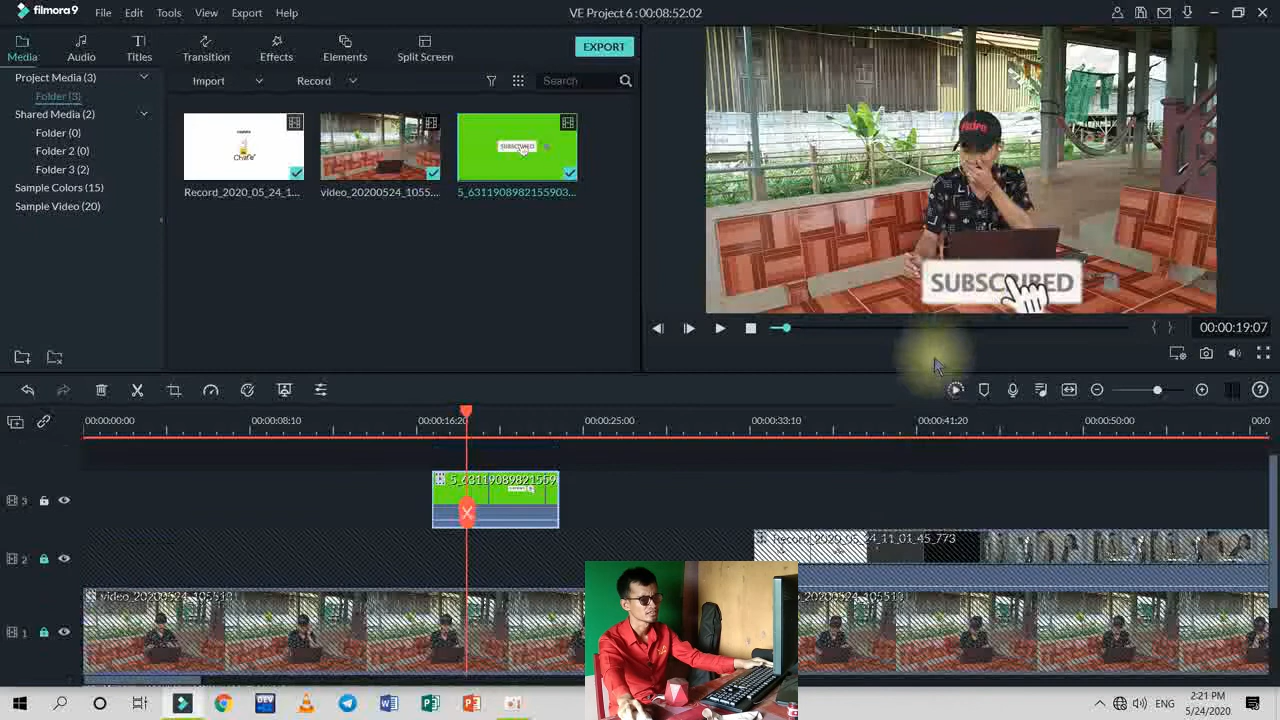 filmora9
File Edit Tools View Export Help
VE Project 6 : 00:08:52:02
Media Audio Titles Transition Effects Elements Split Screen
EXPORT
Project Media (3)
Folder (3)
Shared Media (2)
Folder (0)
Folder 2 (0)
Folder 3 (2)
Sample Colors (15)
Sample Video (20)
Import Record Search
SUBSCRIBED
Record_2020_05_24_1...
video_20200524_1055...
5_6311908982155903...
SUBSCRIBED
00:00:19:07
00:00:00:00 00:00:08:10 00:00:16:20 00:00:25:00 00:00:33:10 00:00:41:20 00:00:50:00 00:0
3
5_63119089821559
2
Record_2020_05_24_11_01_45_773
1
video_20200524_105513
ENG
2:21 PM
5/24/2020